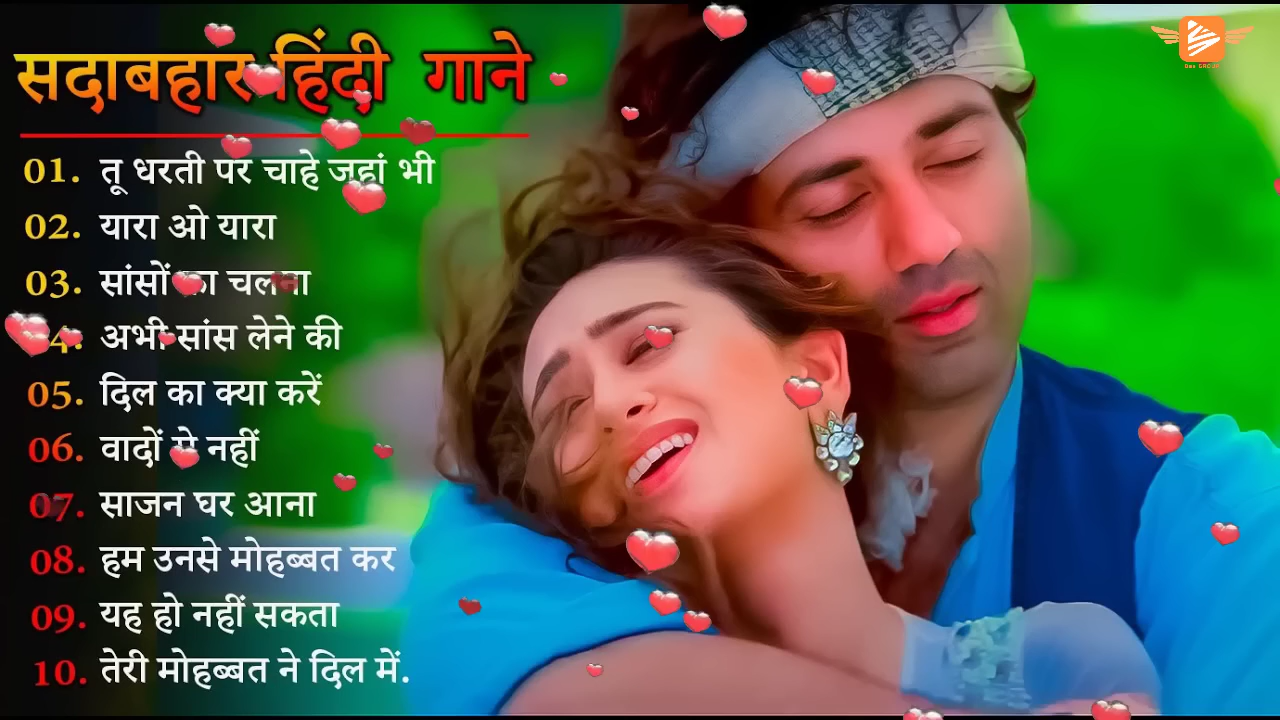 सदाबहार हिंदी गाने
01. तू धरती पर चाहे जहां भी
02. यारा ओ यारा
03. सांसों का चलना
4. अभी सांस लेने की
05. दिल का क्या करें
06. वादों से नहीं
07. साजन घर आना
08. हम उनसे मोहब्बत कर
09. यह हो नहीं सकता
10. तेरी मोहब्बत ने दिल में.